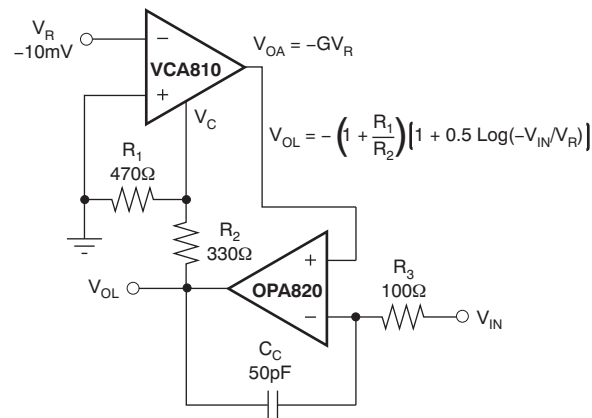 V_R
−10mV
−
VCA810
+
V_OA = −GV_R
V_C
V_OL = − (1 + R_1/R_2) [1 + 0.5 Log(−V_IN/V_R)]
R_1
470Ω
R_2
330Ω
+
OPA820
−
R_3
100Ω
V_OL
V_IN
C_C
50pF